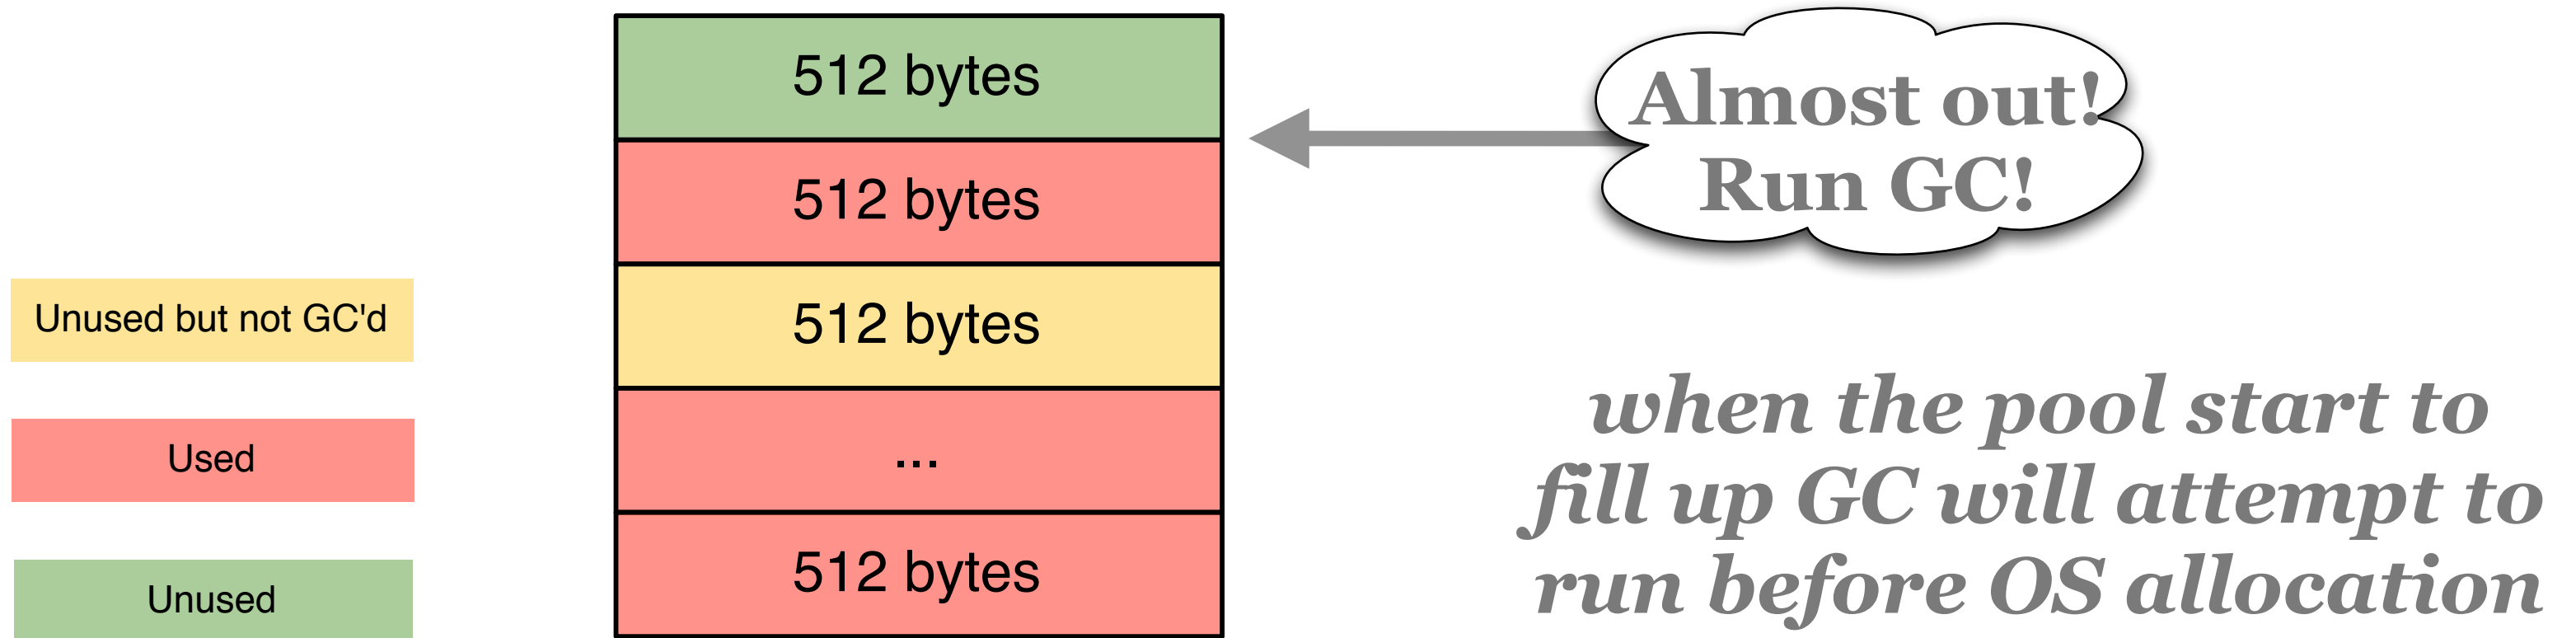 512 bytes
512 bytes
512 bytes
...
512 bytes
Almost out!
Run GC!
Unused but not GC'd
Used
Unused
when the pool start to
fill up GC will attempt to
run before OS allocation